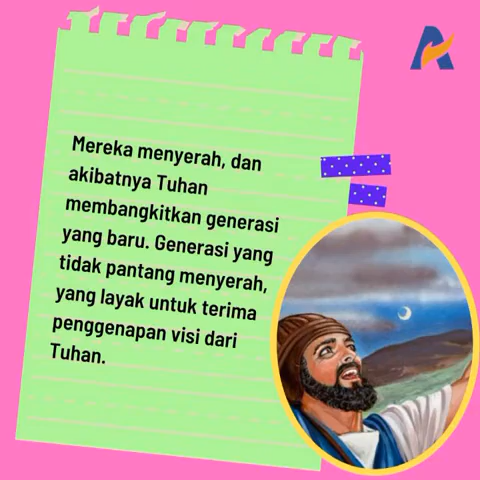 Mereka menyerah, dan
akibatnya Tuhan
membangkitkan generasi
yang baru. Generasi yang
tidak pantang menyerah,
yang layak untuk terima
penggenapan visi dari
Tuhan.